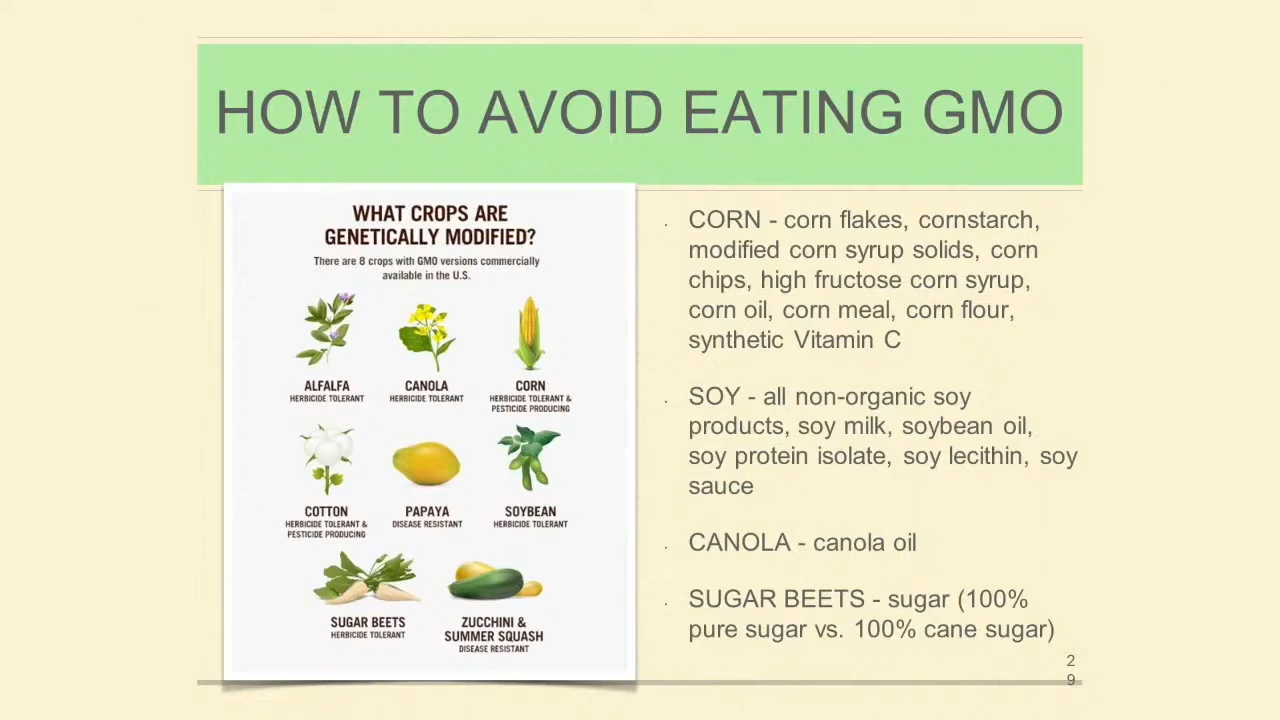 HOW TO AVOID EATING GMO
WHAT CROPS ARE
GENETICALLY MODIFIED?
There are 8 crops with GMO versions commercially
available in the U.S.
ALFALFA
HERBICIDE TOLERANT
CANOLA
HERBICIDE TOLERANT
CORN
HERBICIDE TOLERANT &
PESTICIDE PRODUCING
COTTON
HERBICIDE TOLERANT &
PESTICIDE PRODUCING
PAPAYA
DISEASE RESISTANT
SOYBEAN
HERBICIDE TOLERANT
SUGAR BEETS
HERBICIDE TOLERANT
ZUCCHINI &
SUMMER SQUASH
DISEASE RESISTANT
CORN - corn flakes, cornstarch,
modified corn syrup solids, corn
chips, high fructose corn syrup,
corn oil, corn meal, corn flour,
synthetic Vitamin C
SOY - all non-organic soy
products, soy milk, soybean oil,
soy protein isolate, soy lecithin, soy
sauce
CANOLA - canola oil
SUGAR BEETS - sugar (100%
pure sugar vs. 100% cane sugar)
2
9